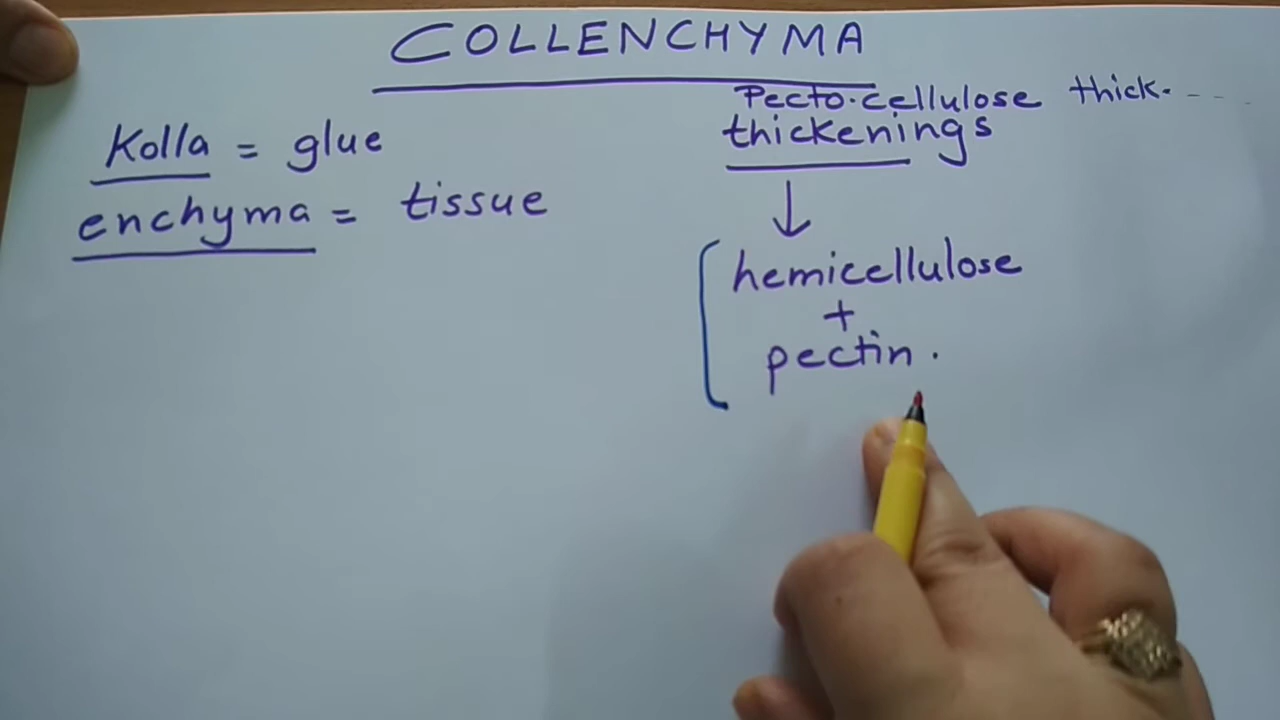 COLLENCHYMA
Kolla = glue
enchyma = tissue
Pecto.cellulose thick. - - -
thickenings
hemicellulose
+
pectin .